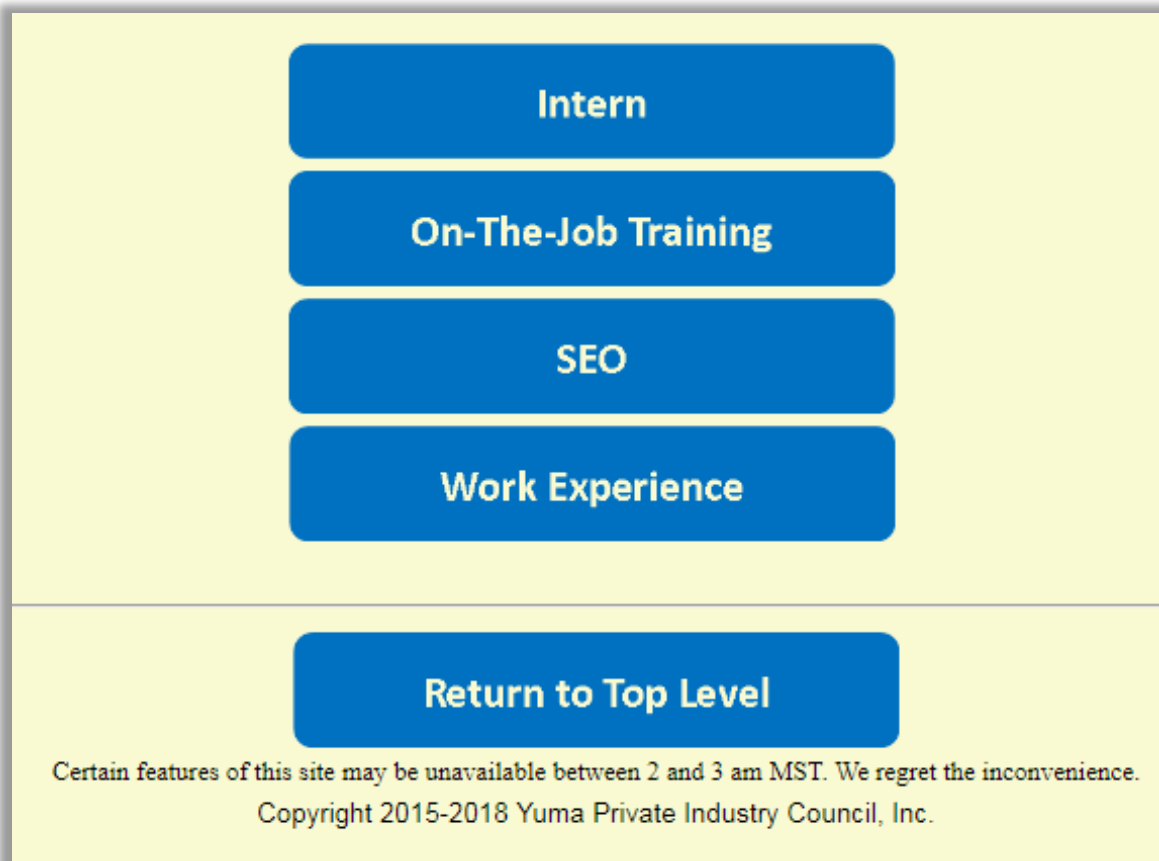 Intern
On-The-Job Training
SEO
Work Experience
Return to Top Level
Certain features of this site may be unavailable between 2 and 3 am MST. We regret the inconvenience.
Copyright 2015-2018 Yuma Private Industry Council, Inc.